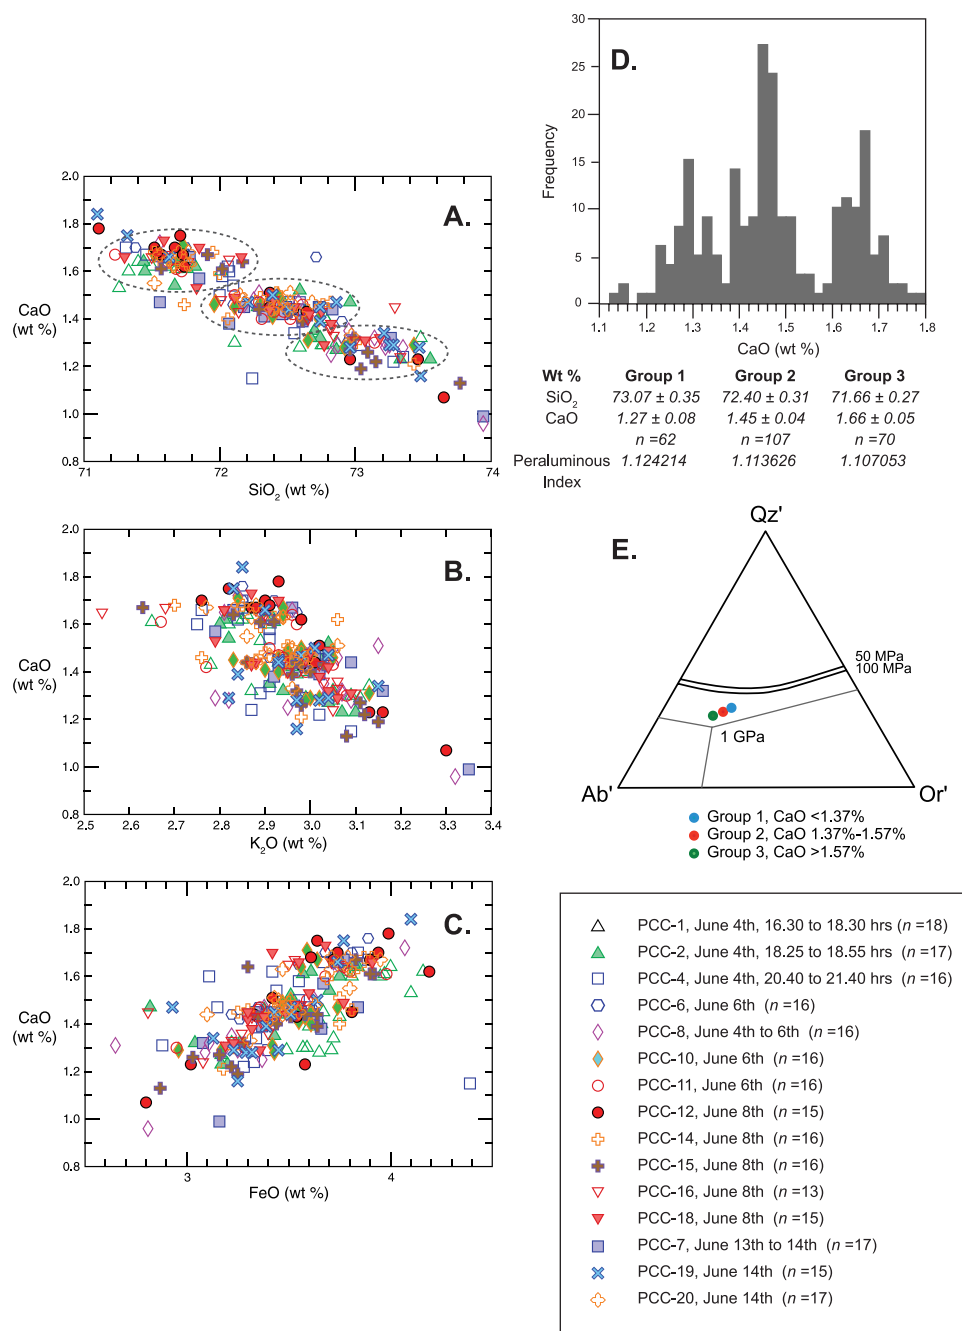 D.
Frequency
30
25
20
15
10
5
0
1.1 1.2 1.3 1.4 1.5 1.6 1.7 1.8
CaO (wt %)
Wt % Group 1 Group 2 Group 3
SiO₂ 73.07 ± 0.35 72.40 ± 0.31 71.66 ± 0.27
CaO 1.27 ± 0.08 1.45 ± 0.04 1.66 ± 0.05
n =62 n =107 n =70
Peraluminous 1.124214 1.113626 1.107053
Index
A.
CaO
(wt %)
2.0
1.8
1.6
1.4
1.2
1.0
0.8
71 72 73 74
SiO₂ (wt %)
B.
CaO
(wt %)
2.0
1.8
1.6
1.4
1.2
1.0
0.8
2.5 2.6 2.7 2.8 2.9 3.0 3.1 3.2 3.3 3.4
K₂O (wt %)
C.
CaO
(wt %)
2.0
1.8
1.6
1.4
1.2
1.0
0.8
3 4
FeO (wt %)
E.
Qz'
50 MPa
100 MPa
1 GPa
Ab' Or'
Group 1, CaO <1.37%
Group 2, CaO 1.37%-1.57%
Group 3, CaO >1.57%
PCC-1, June 4th, 16.30 to 18.30 hrs (n =18)
PCC-2, June 4th, 18.25 to 18.55 hrs (n =17)
PCC-4, June 4th, 20.40 to 21.40 hrs (n =16)
PCC-6, June 6th (n =16)
PCC-8, June 4th to 6th (n =16)
PCC-10, June 6th (n =16)
PCC-11, June 6th (n =16)
PCC-12, June 8th (n =15)
PCC-14, June 8th (n =16)
PCC-15, June 8th (n =16)
PCC-16, June 8th (n =13)
PCC-18, June 8th (n =15)
PCC-7, June 13th to 14th (n =17)
PCC-19, June 14th (n =15)
PCC-20, June 14th (n =17)